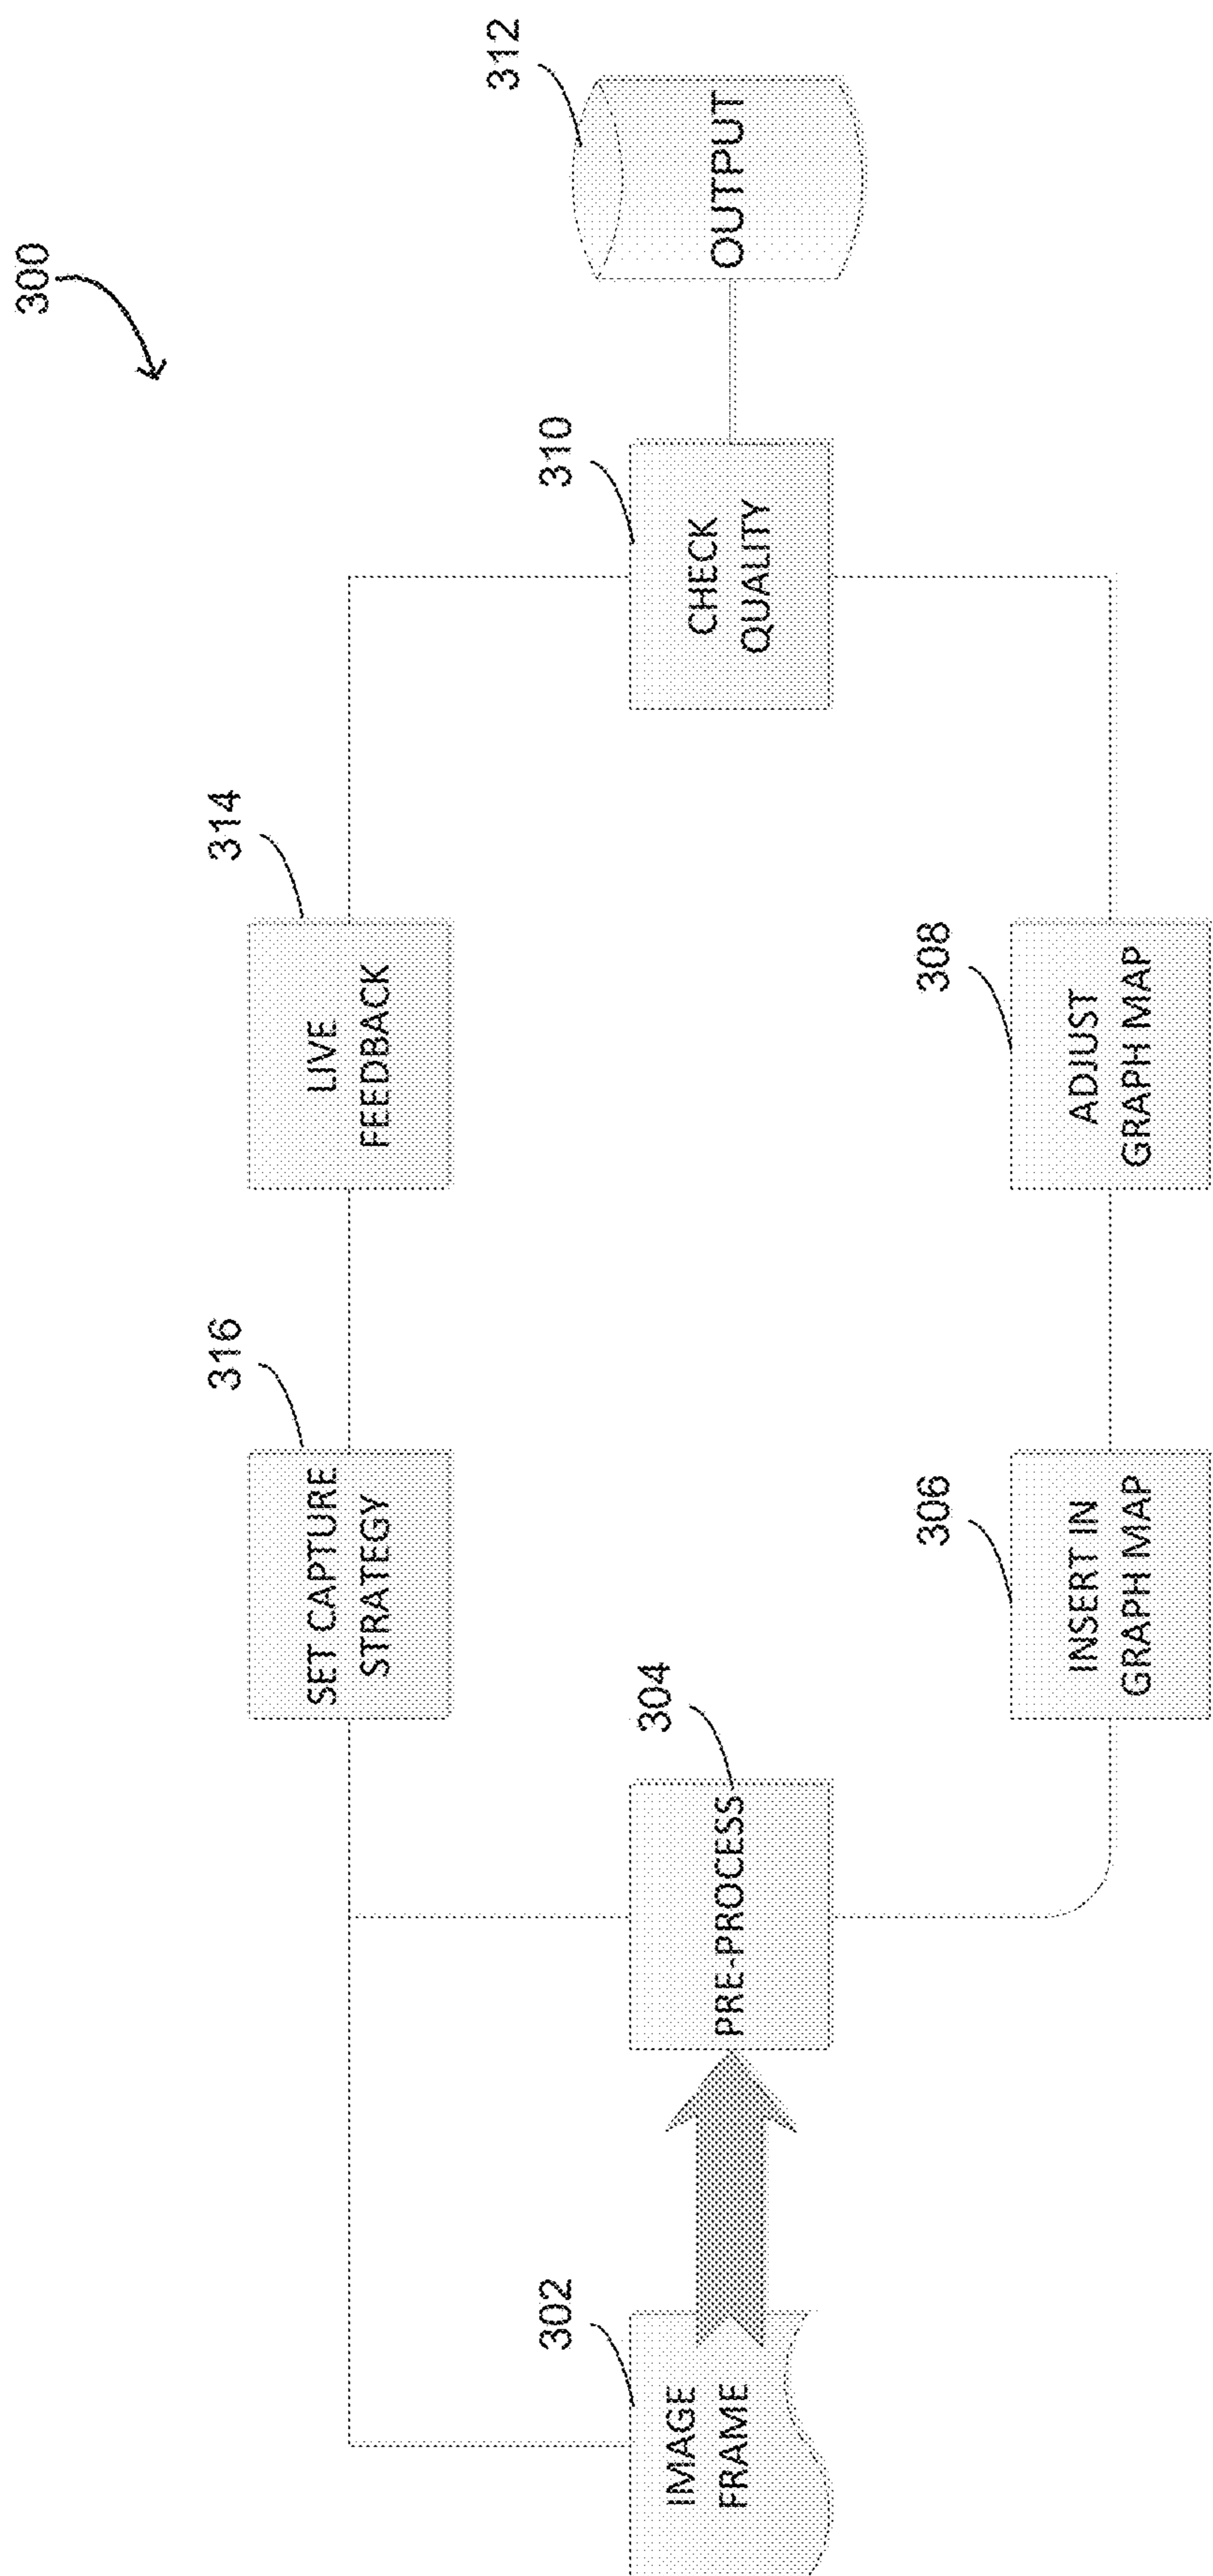 300
316
SET CAPTURE
STRATEGY
314
LIVE
FEEDBACK
302
IMAGE
FRAME
304
PRE-PROCESS
310
CHECK
QUALITY
312
OUTPUT
306
INSERT IN
GRAPH MAP
308
ADJUST
GRAPH MAP